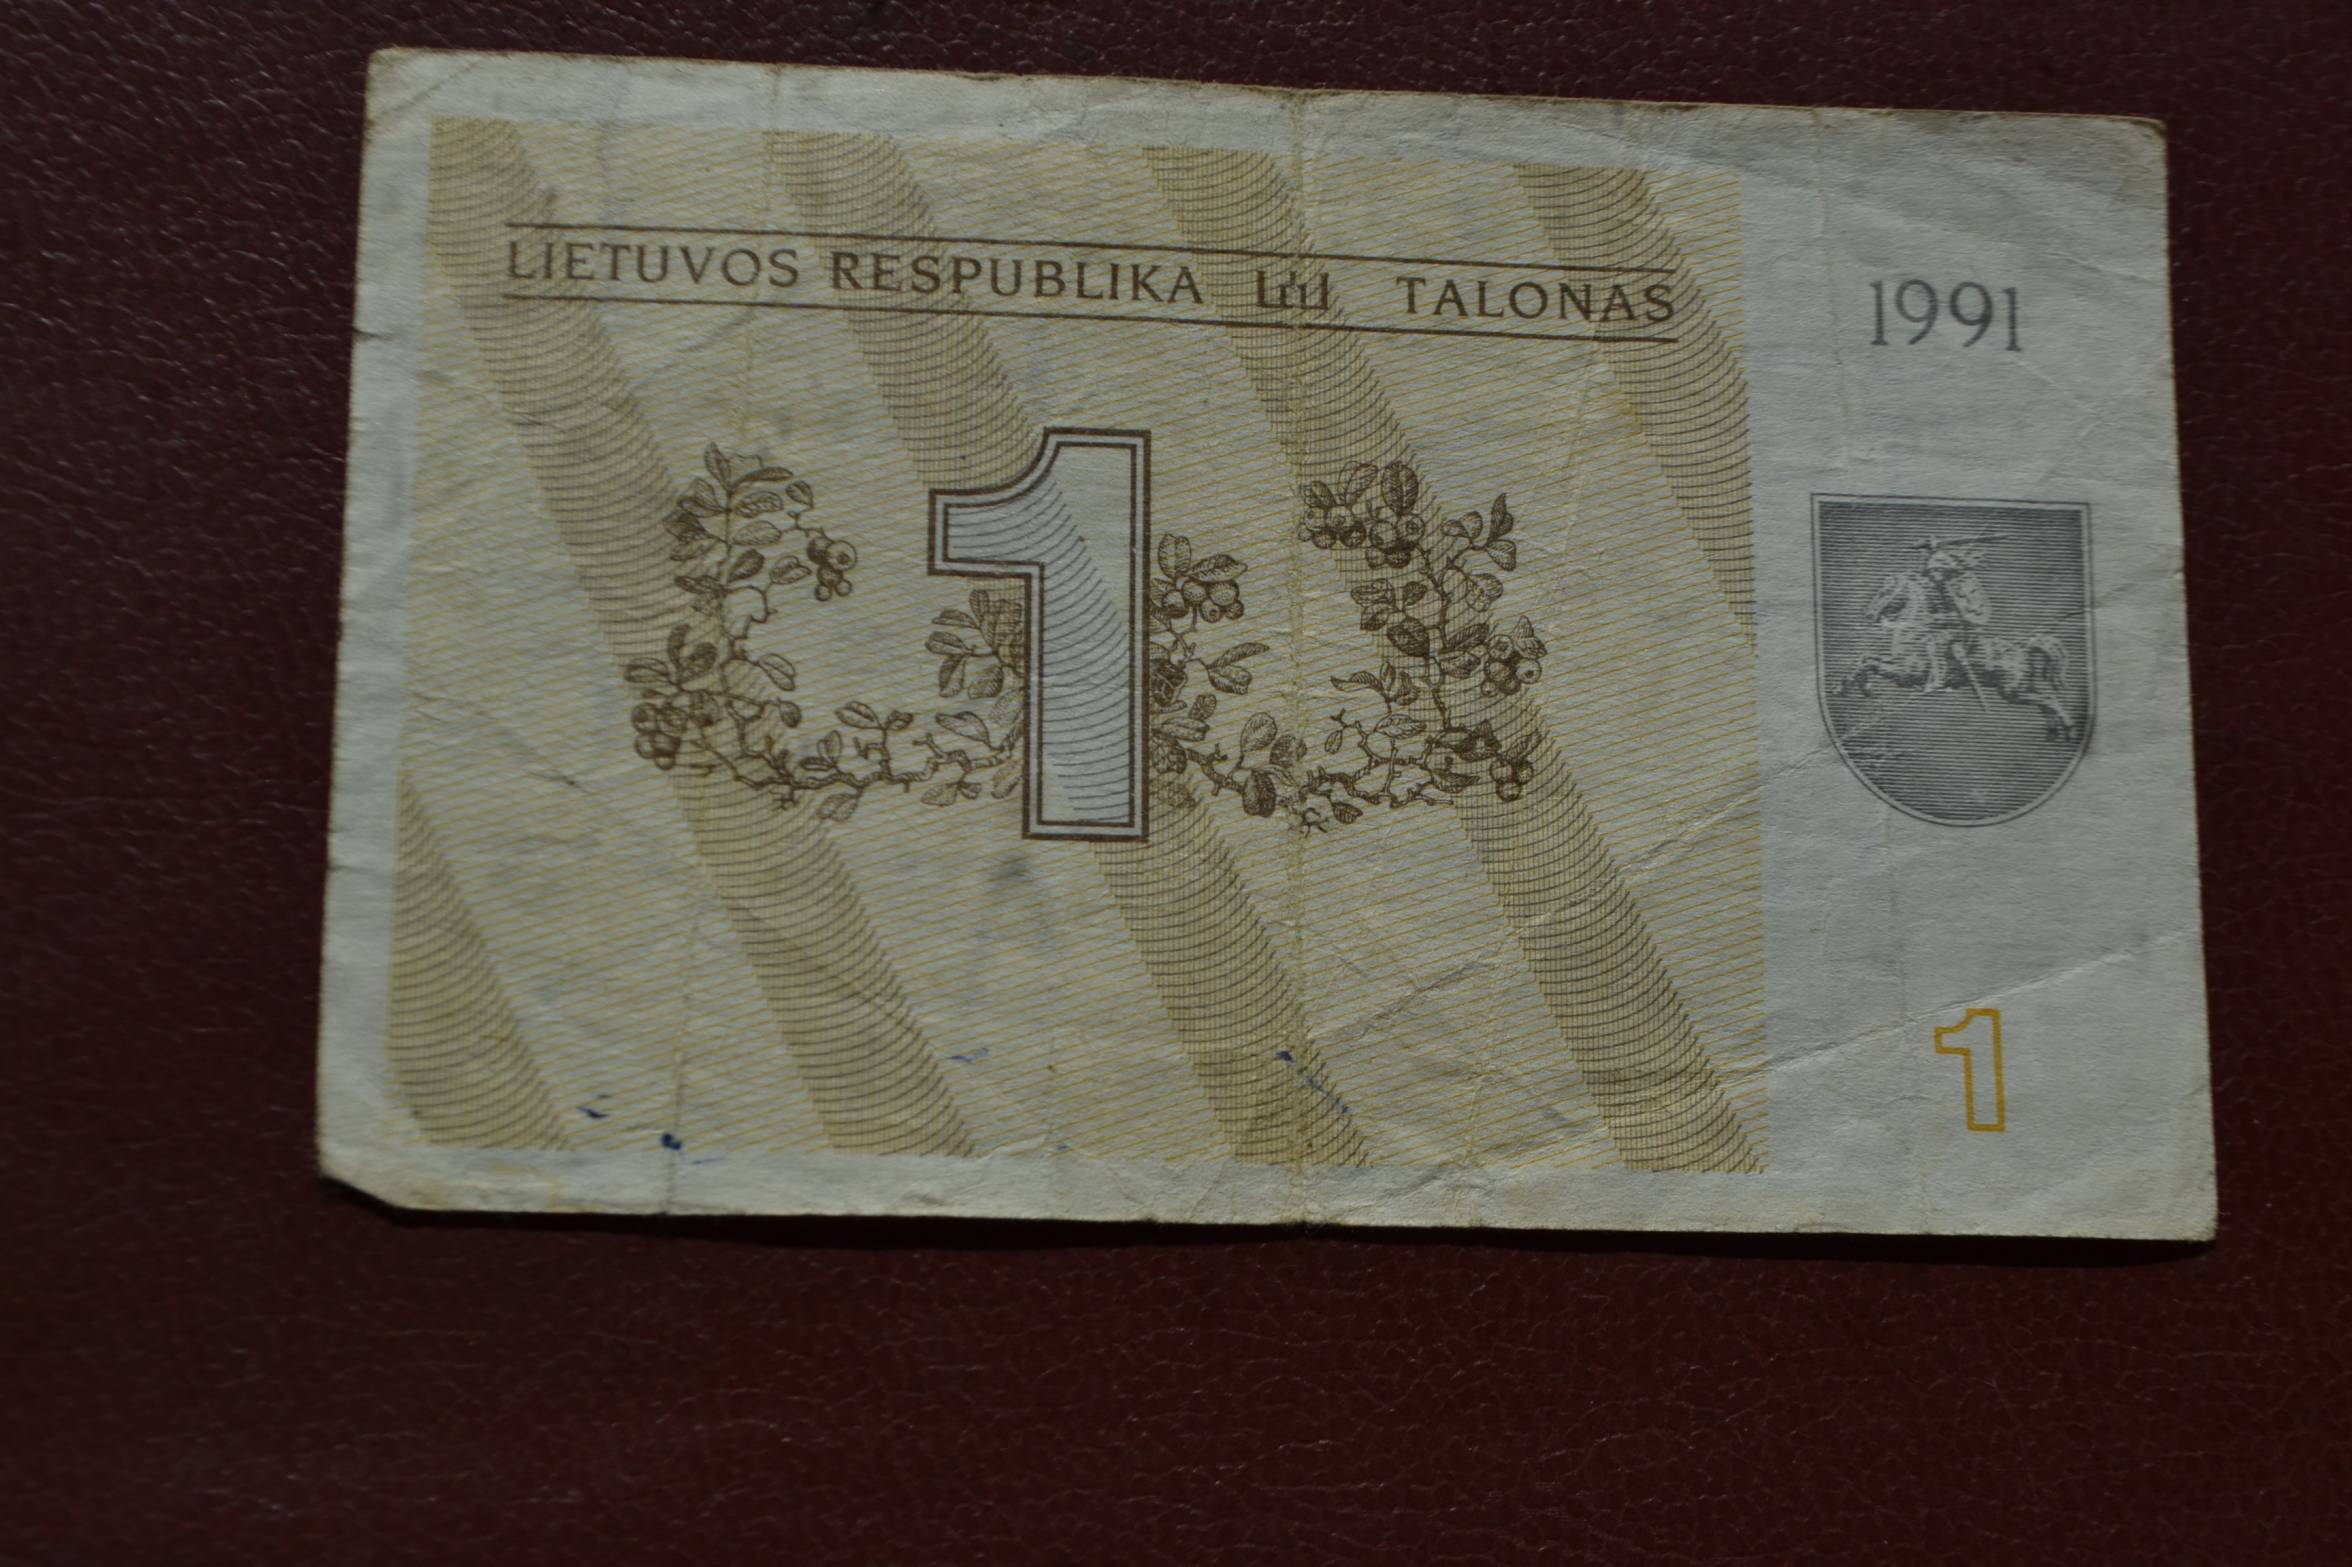 LIETUVOS RESPUBLIKA TALONAS
1991
1
1